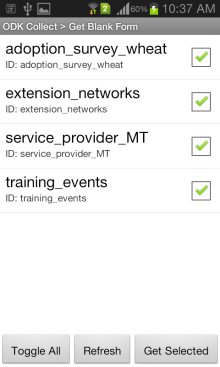 60% 10:37 AM
ODK Collect > Get Blank Form
adoption_survey_wheat
ID: adoption_survey_wheat
extension_networks
ID: extension_networks
service_provider_MT
ID: service_provider_MT
training_events
ID: training_events
Toggle All Refresh Get Selected